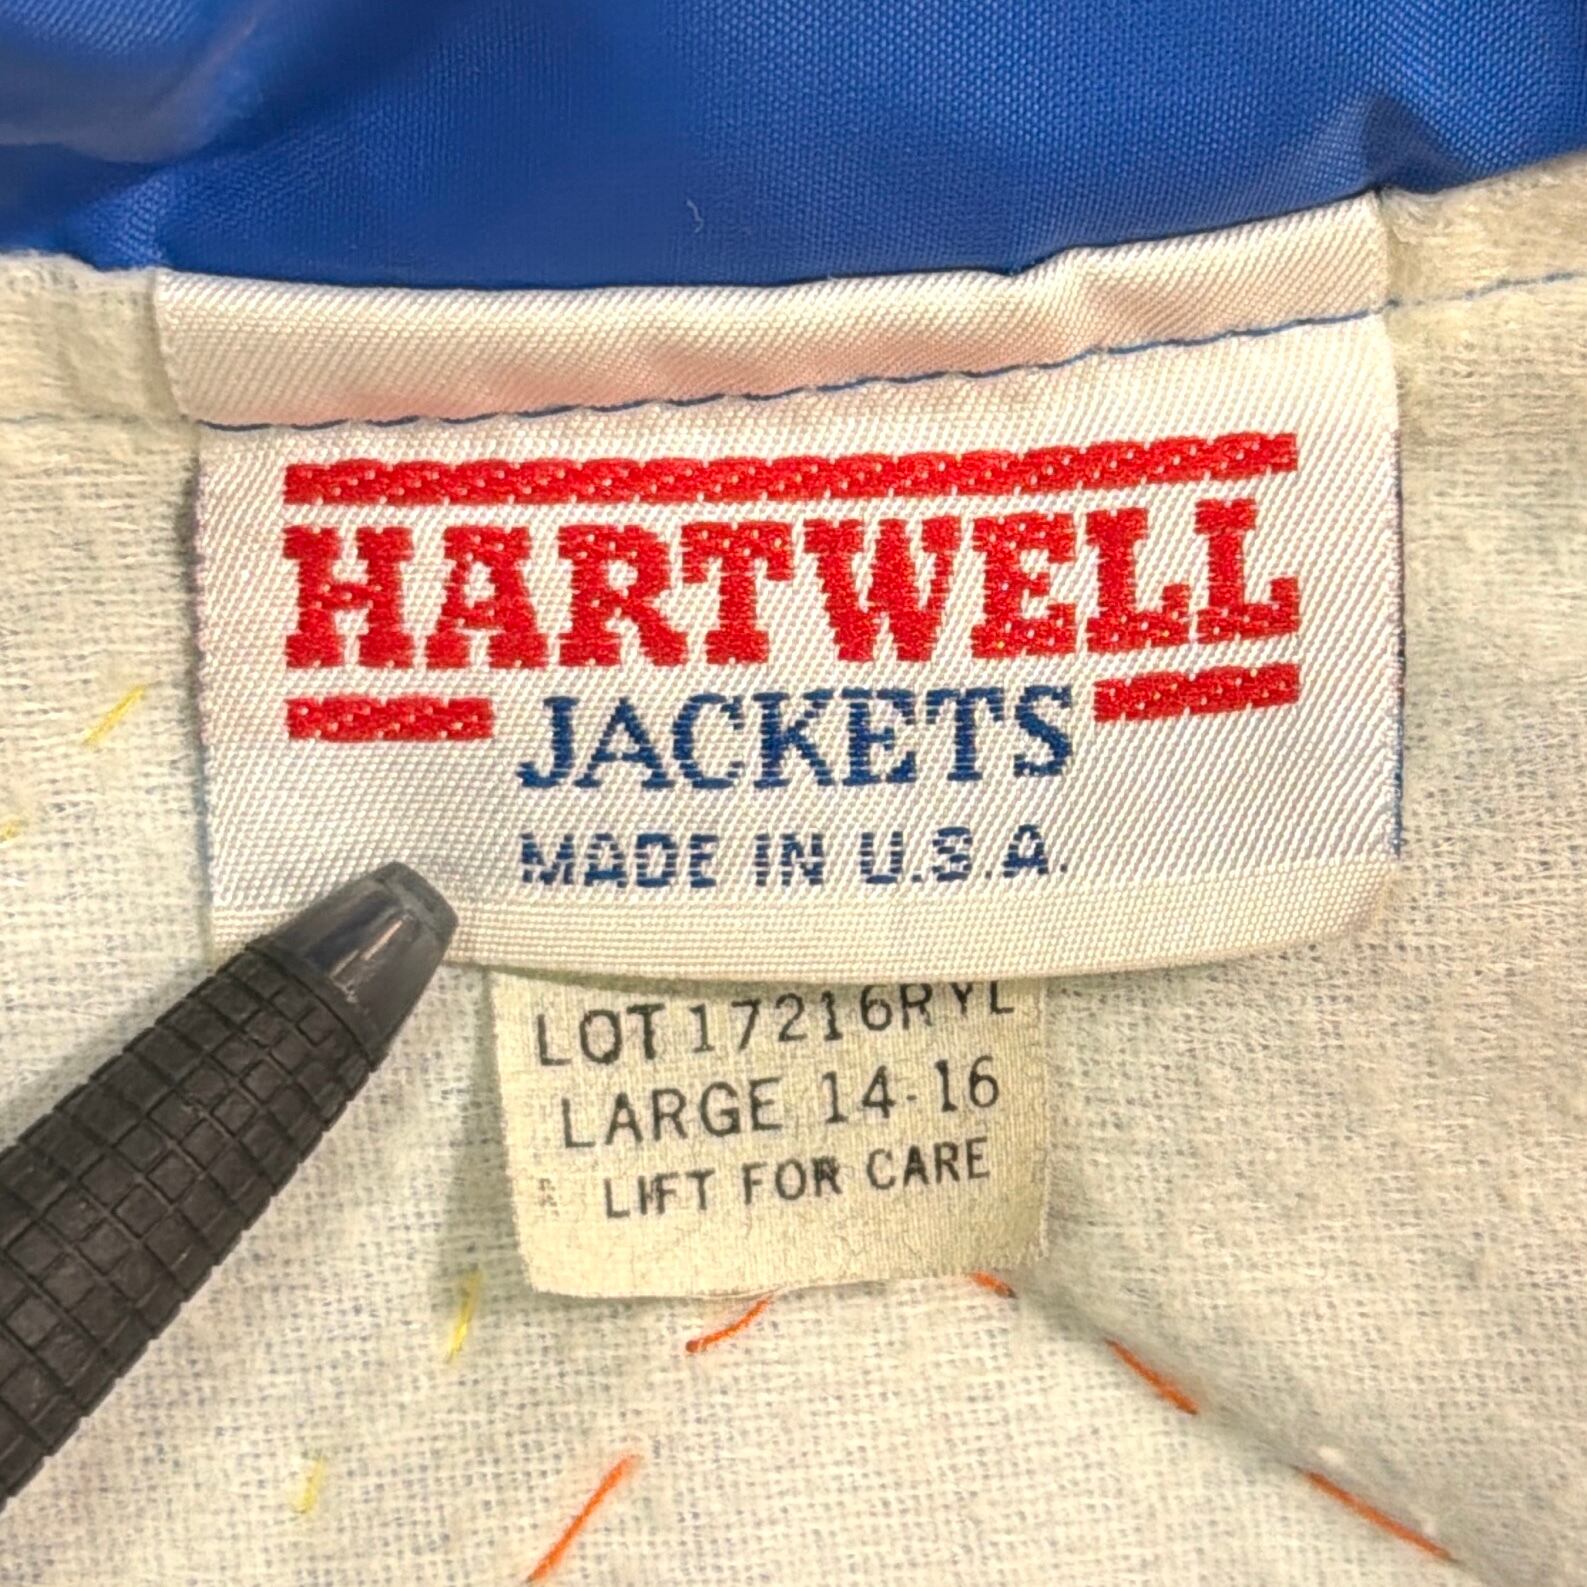 HARTWELL
JACKETS
MADE IN U.S.A.
LOT 17216RYL
LARGE 14-16
LIFT FOR CARE